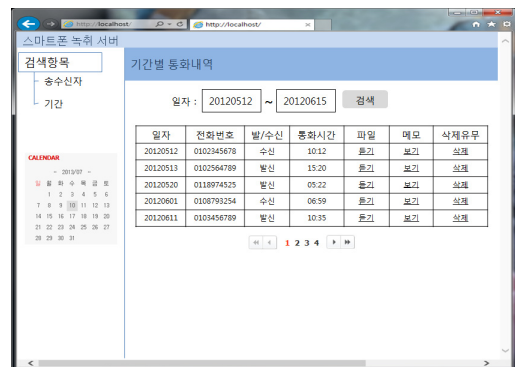 http://localhost/
http://localhost/
스마트폰 녹취 서버
검색항목
송수신자
기간
기간별 통화내역
일자 : 20120512 ~ 20120615 검색
일자 전화번호 발/수신 통화시간 파일 메모 삭제유무
20120512 0102345678 수신 10:12 듣기 보기 삭제
20120513 0102564789 발신 15:20 듣기 보기 삭제
20120520 0118974525 발신 05:22 듣기 보기 삭제
20120601 0108793254 수신 06:59 듣기 보기 삭제
20120611 0103456789 발신 10:35 듣기 보기 삭제
1 2 3 4
CALENDAR
← 2013/07 →
일 월 화 수 목 금 토
1 2 3 4 5 6
7 8 9 10 11 12 13
14 15 16 17 18 19 20
21 22 23 24 25 26 27
28 29 30 31